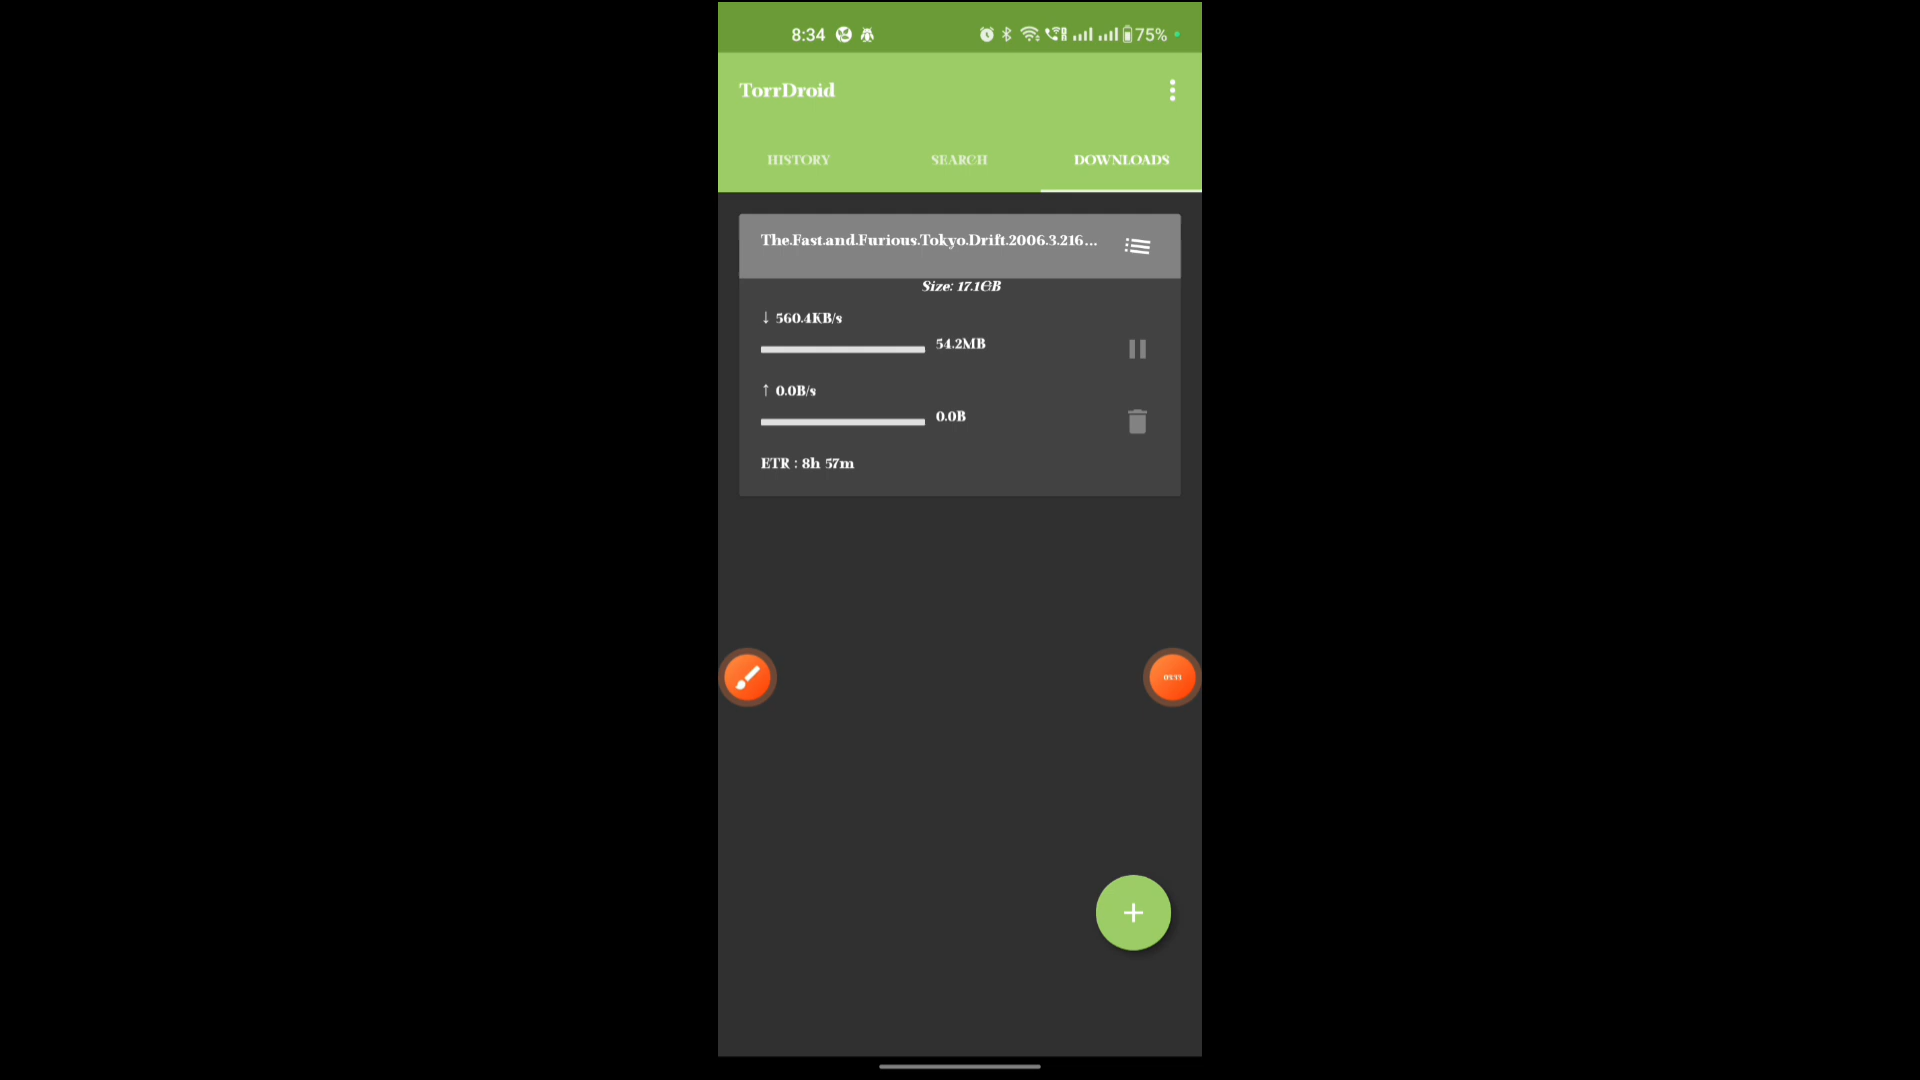 8:34 75%
TorrDroid
HISTORY SEARCH DOWNLOADS
The.Fast.and.Furious.Tokyo.Drift.2006.3.216...
Size: 17.1GB
↓ 560.4KB/s
54.2MB
↑ 0.0B/s
0.0B
ETR : 8h 57m